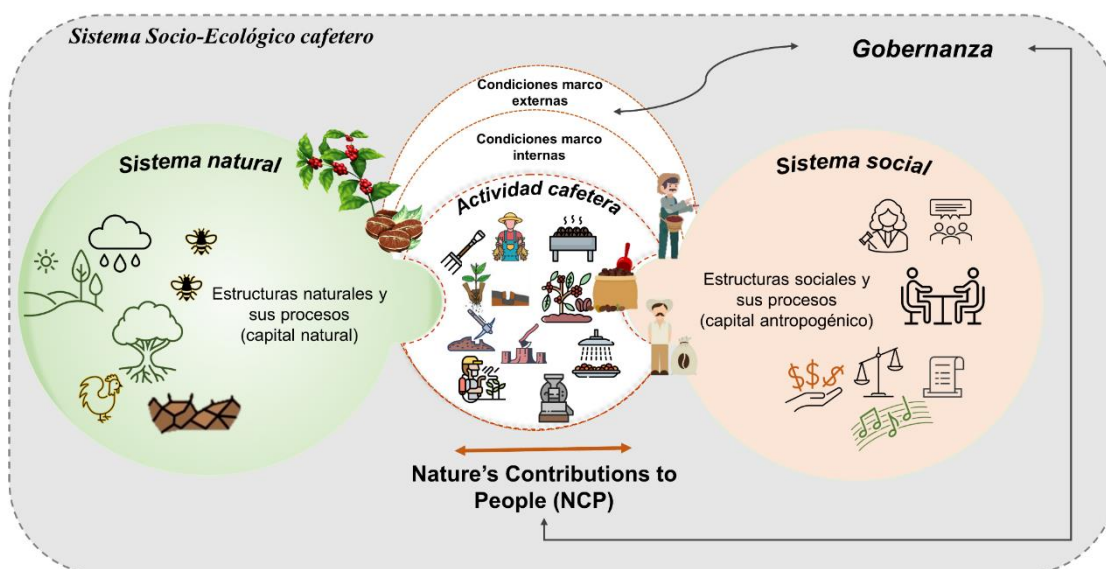 Sistema Socio-Ecológico cafetero
Gobernanza
Condiciones marco
externas
Condiciones marco
internas
Sistema natural
Actividad cafetera
Sistema social
Estructuras naturales y
sus procesos
(capital natural)
Estructuras sociales y
sus procesos
(capital antropogénico)
$$$
Nature's Contributions to
People (NCP)